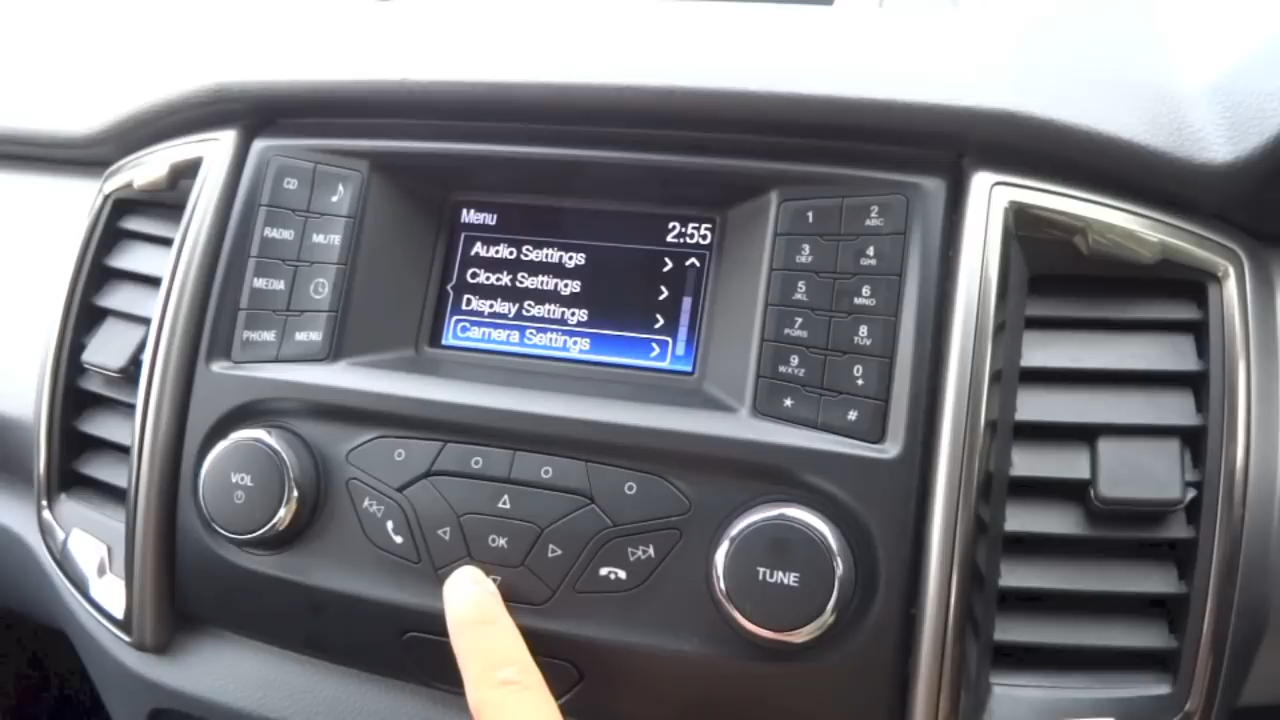 CD
RADIO MUTE
MEDIA
PHONE MENU
Menu 2:55
Audio Settings
Clock Settings
Display Settings
Camera Settings
1 2 ABC
3 DEF 4 GHI
5 JKL 6 MNO
7 PQRS 8 TUV
9 WXYZ 0 +
* #
VOL
OK
TUNE